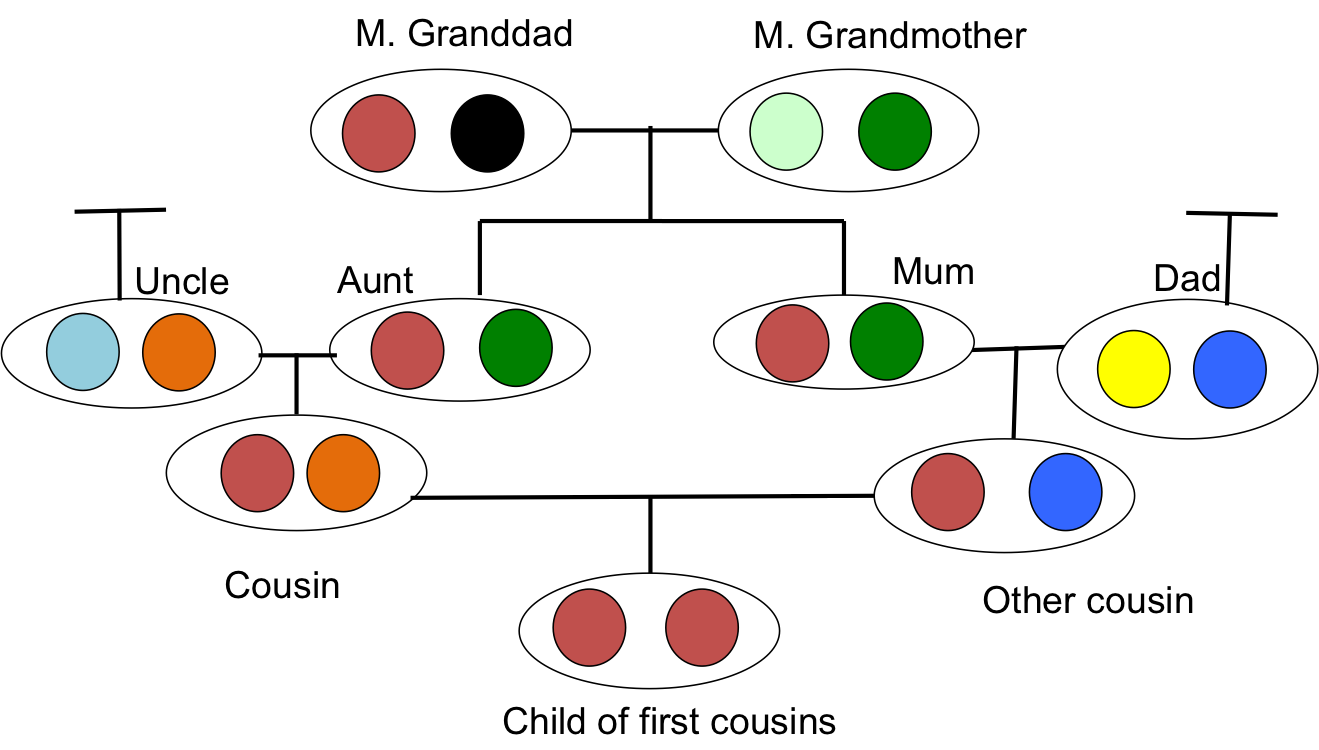 M. Granddad
M. Grandmother
Uncle
Aunt
Mum
Dad
Cousin
Other cousin
Child of first cousins